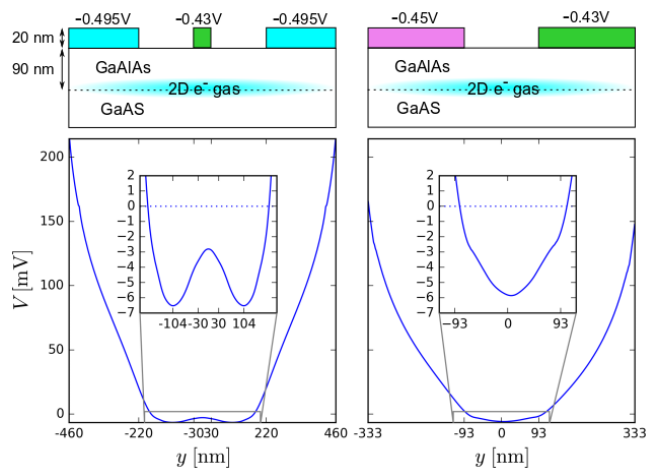 −0.495V −0.43V −0.495V
20 nm
90 nm
GaAlAs
2D e⁻ gas
GaAS
−0.45V −0.43V
GaAlAs
2D e⁻ gas
GaAS
V [mV]
200
150
100
50
0
-460 -220 -3030 220 460
y [nm]
2
1
0
−1
−2
−3
−4
−5
−6
−7
-104 -30 30 104
-333 -93 0 93 333
y [nm]
2
1
0
−1
−2
−3
−4
−5
−6
−7
-93 0 93